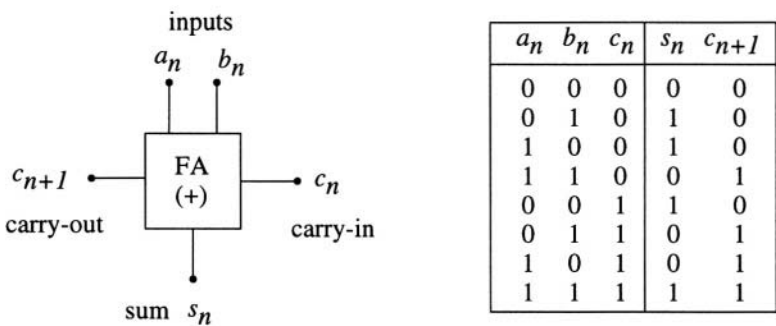 inputs
a_n b_n
FA
(+)
c_{n+1}
c_n
carry-out
carry-in
sum s_n
a_n b_n c_n s_n c_{n+1}
0 0 0 0 0
0 1 0 1 0
1 0 0 1 0
1 1 0 0 1
0 0 1 1 0
0 1 1 0 1
1 0 1 0 1
1 1 1 1 1